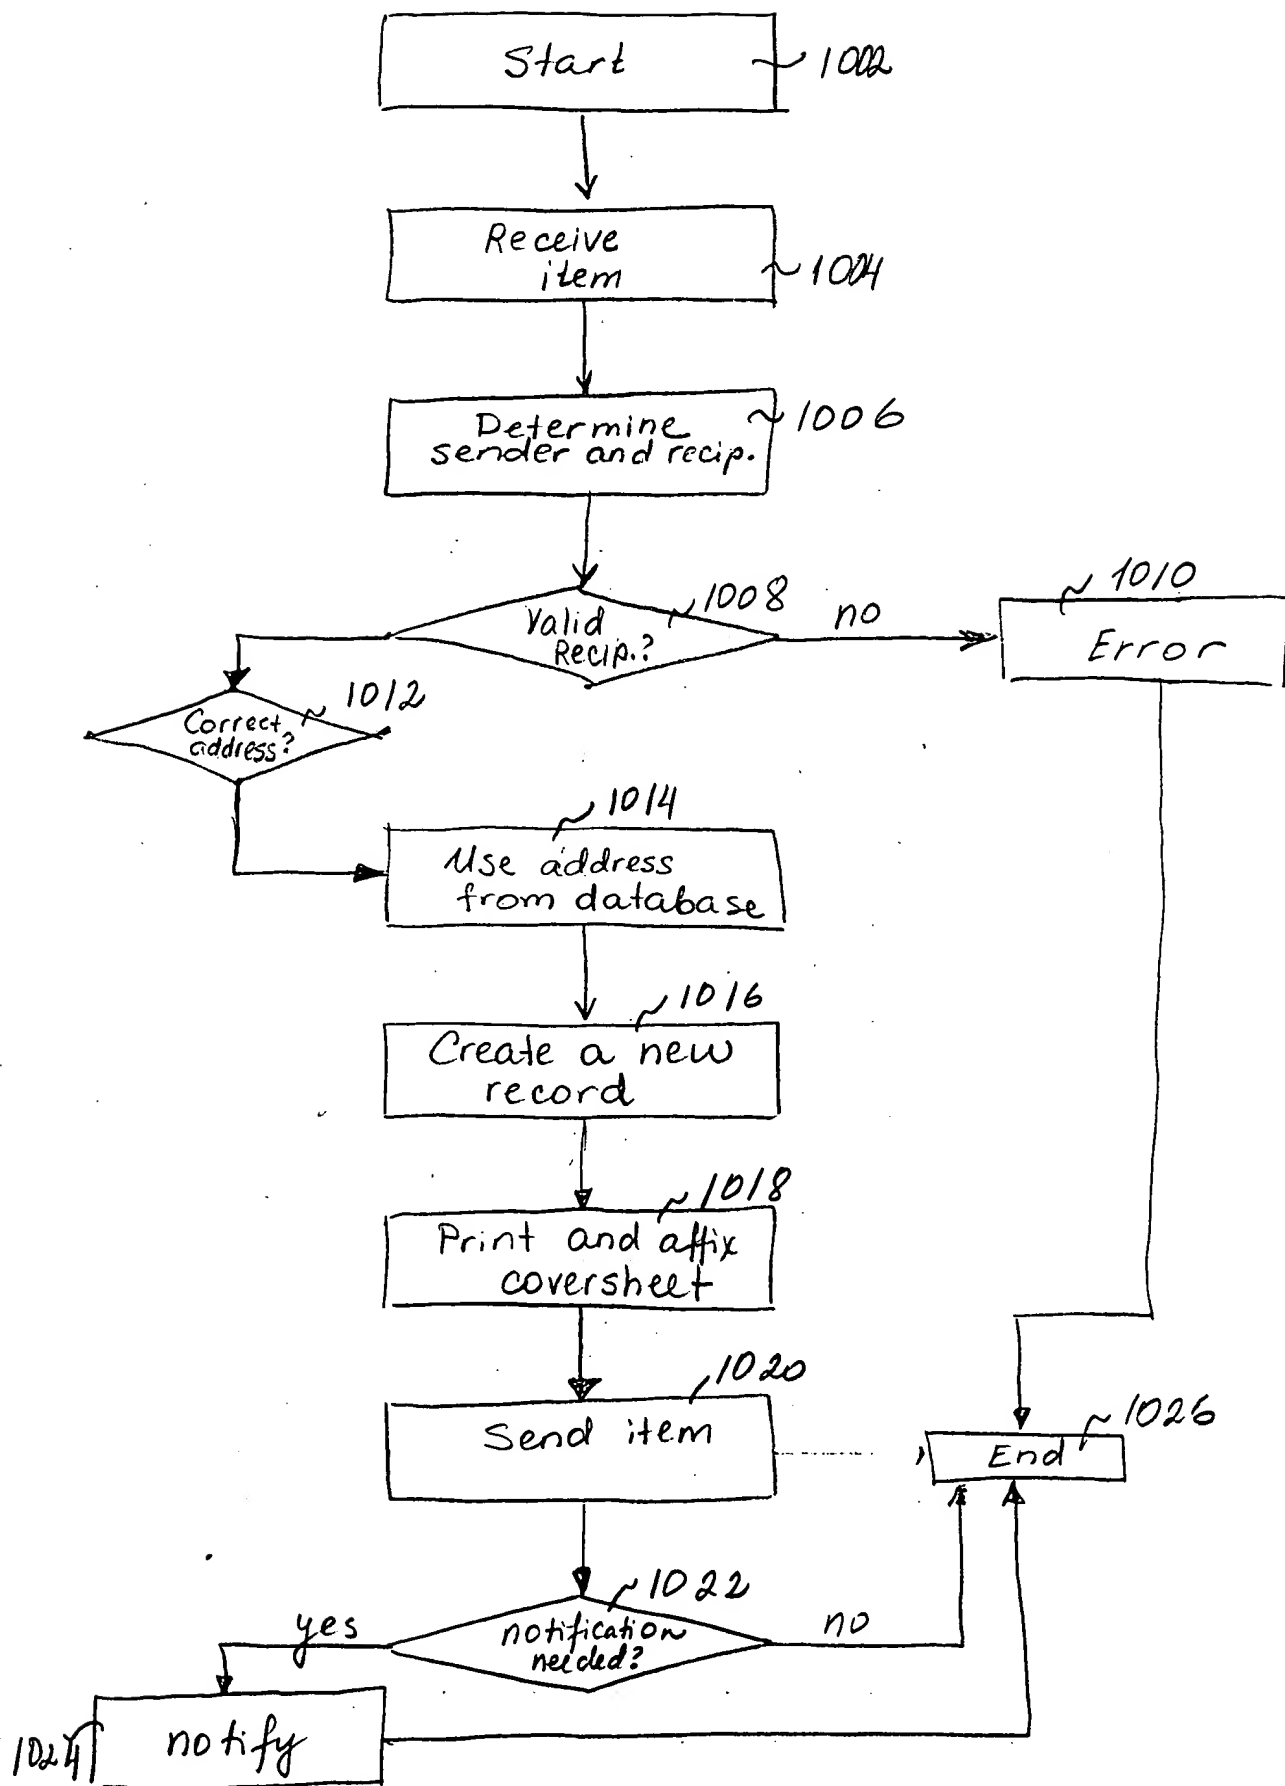 Start
1002
Receive
item
1004
Determine
sender and recip.
1006
Valid
Recip.?
1008
no
1010
Error
Correct
address?
1012
1014
Use address
from database
1016
Create a new
record
1018
Print and affix
coversheet
1020
Send item
End
1026
1022
notification
needed?
yes
no
notify
1024